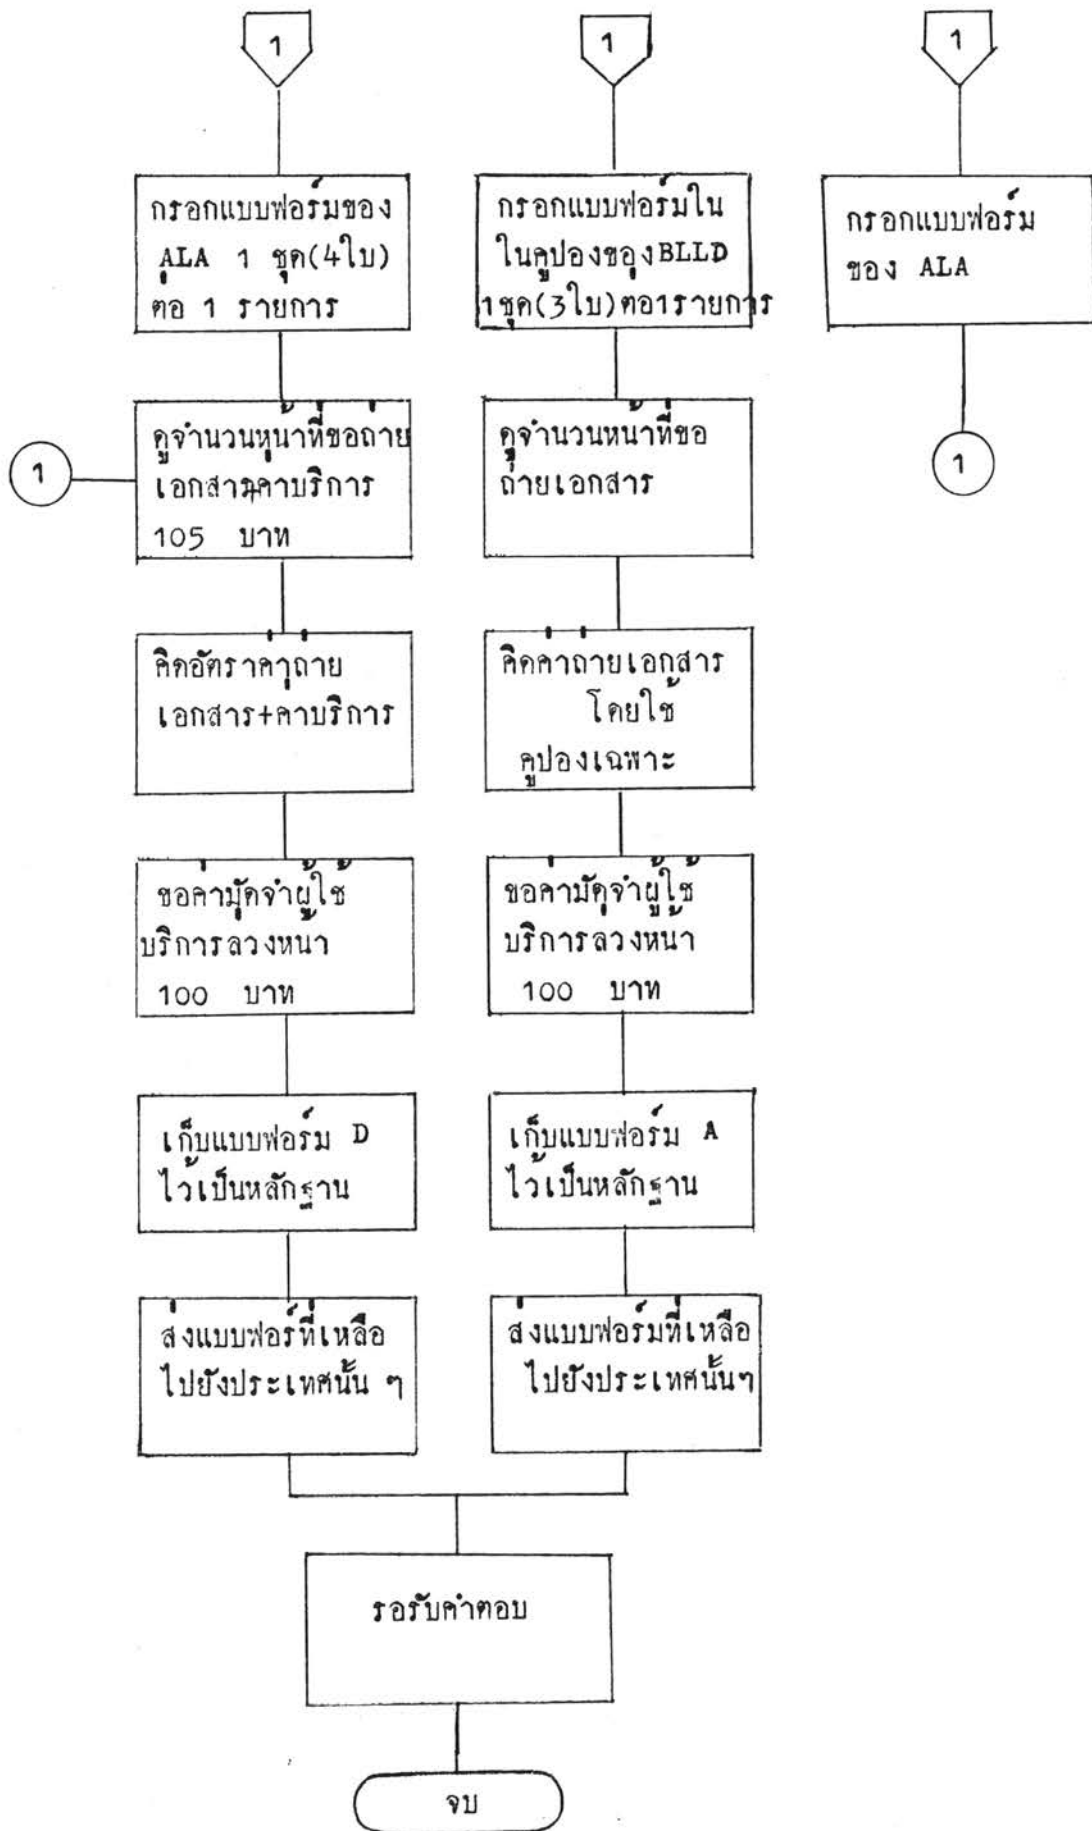 1
1
1
กรอกแบบฟอร์มของ
ALA 1 ชุด(4ใบ)
ต่อ 1 รายการ
กรอกแบบฟอร์มใน
ในคูปองของBLLD
1ชุด(3ใบ)ต่อ1รายการ
กรอกแบบฟอร์ม
ของ ALA
1
ดูจำนวนหน้าที่ขอถ่าย
เอกสาร+ค่าบริการ
105 บาท
ดูจำนวนหน้าที่ขอ
ถ่ายเอกสาร
1
คิดอัตราค่าถ่าย
เอกสาร+ค่าบริการ
คิดค่าถ่ายเอกสาร
โดยใช้
คูปองเฉพาะ
ขอค่ามัดจำผู้ใช้
บริการล่วงหน้า
100 บาท
ขอค่ามัดจำผู้ใช้
บริการล่วงหน้า
100 บาท
เก็บแบบฟอร์ม D
ไว้เป็นหลักฐาน
เก็บแบบฟอร์ม A
ไว้เป็นหลักฐาน
ส่งแบบฟอร์ที่เหลือ
ไปยังประเทศนั้น ๆ
ส่งแบบฟอร์มที่เหลือ
ไปยังประเทศนั้นๆ
รอรับคำตอบ
จบ